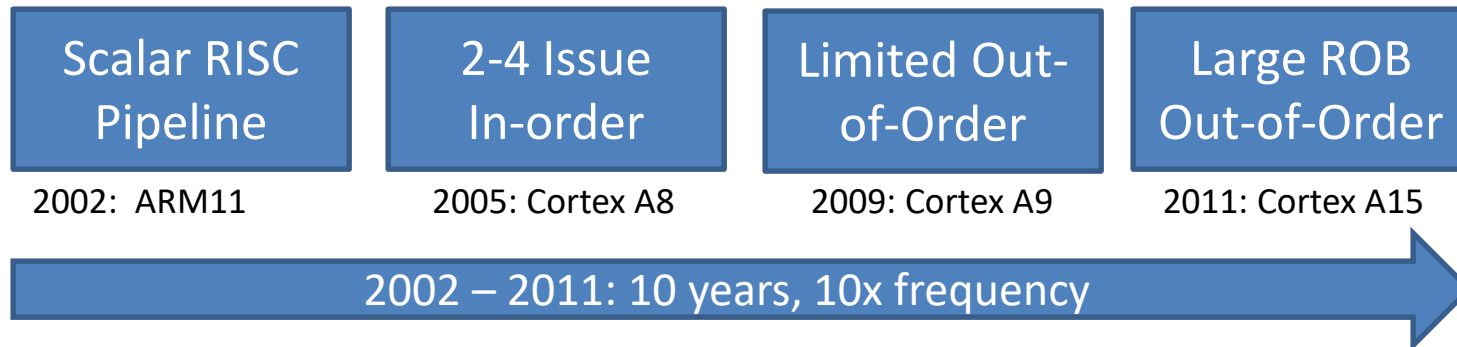 Scalar RISC
Pipeline
2-4 Issue
In-order
Limited Out-
of-Order
Large ROB
Out-of-Order
2002:  ARM11
2005: Cortex A8
2009: Cortex A9
2011: Cortex A15
2002 – 2011: 10 years, 10x frequency